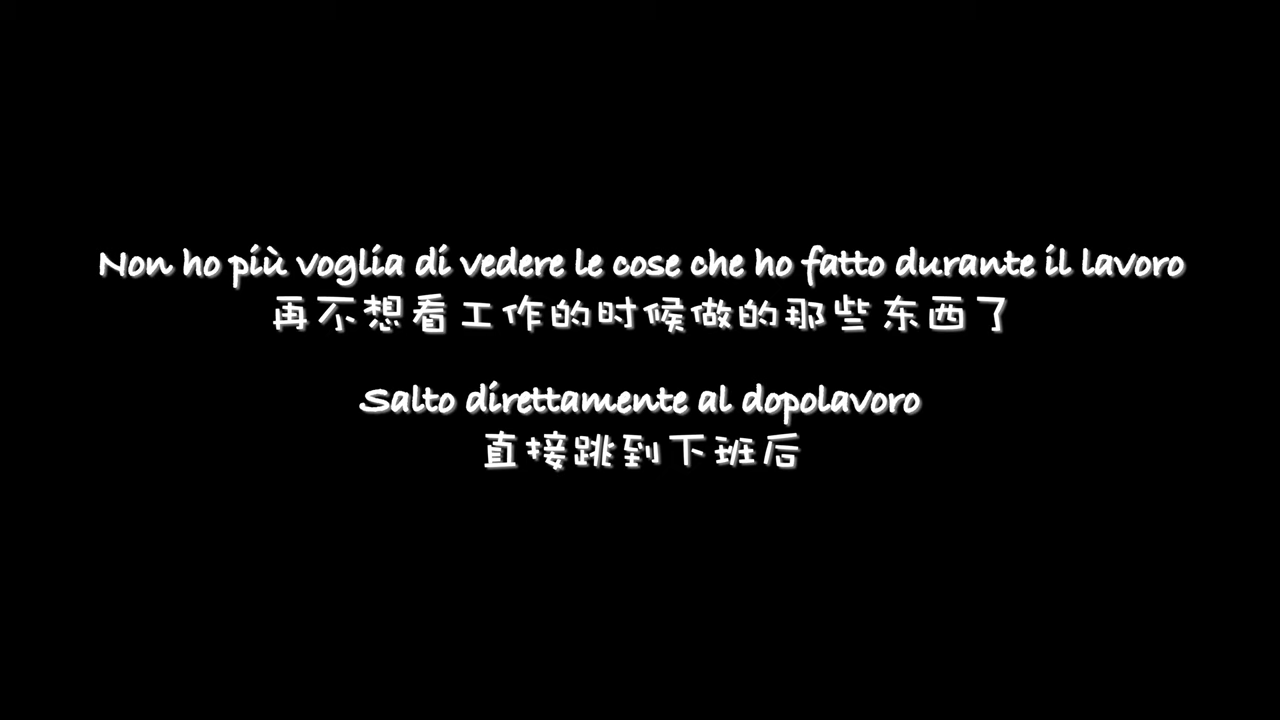 Non ho più voglia di vedere le cose che ho fatto durante il lavoro
再不想看工作的时候做的那些东西了
Salto direttamente al dopolavoro
直接跳到下班后